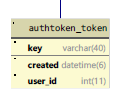 authtoken_token
key varchar(40)
created datetime(6)
user_id int(11)